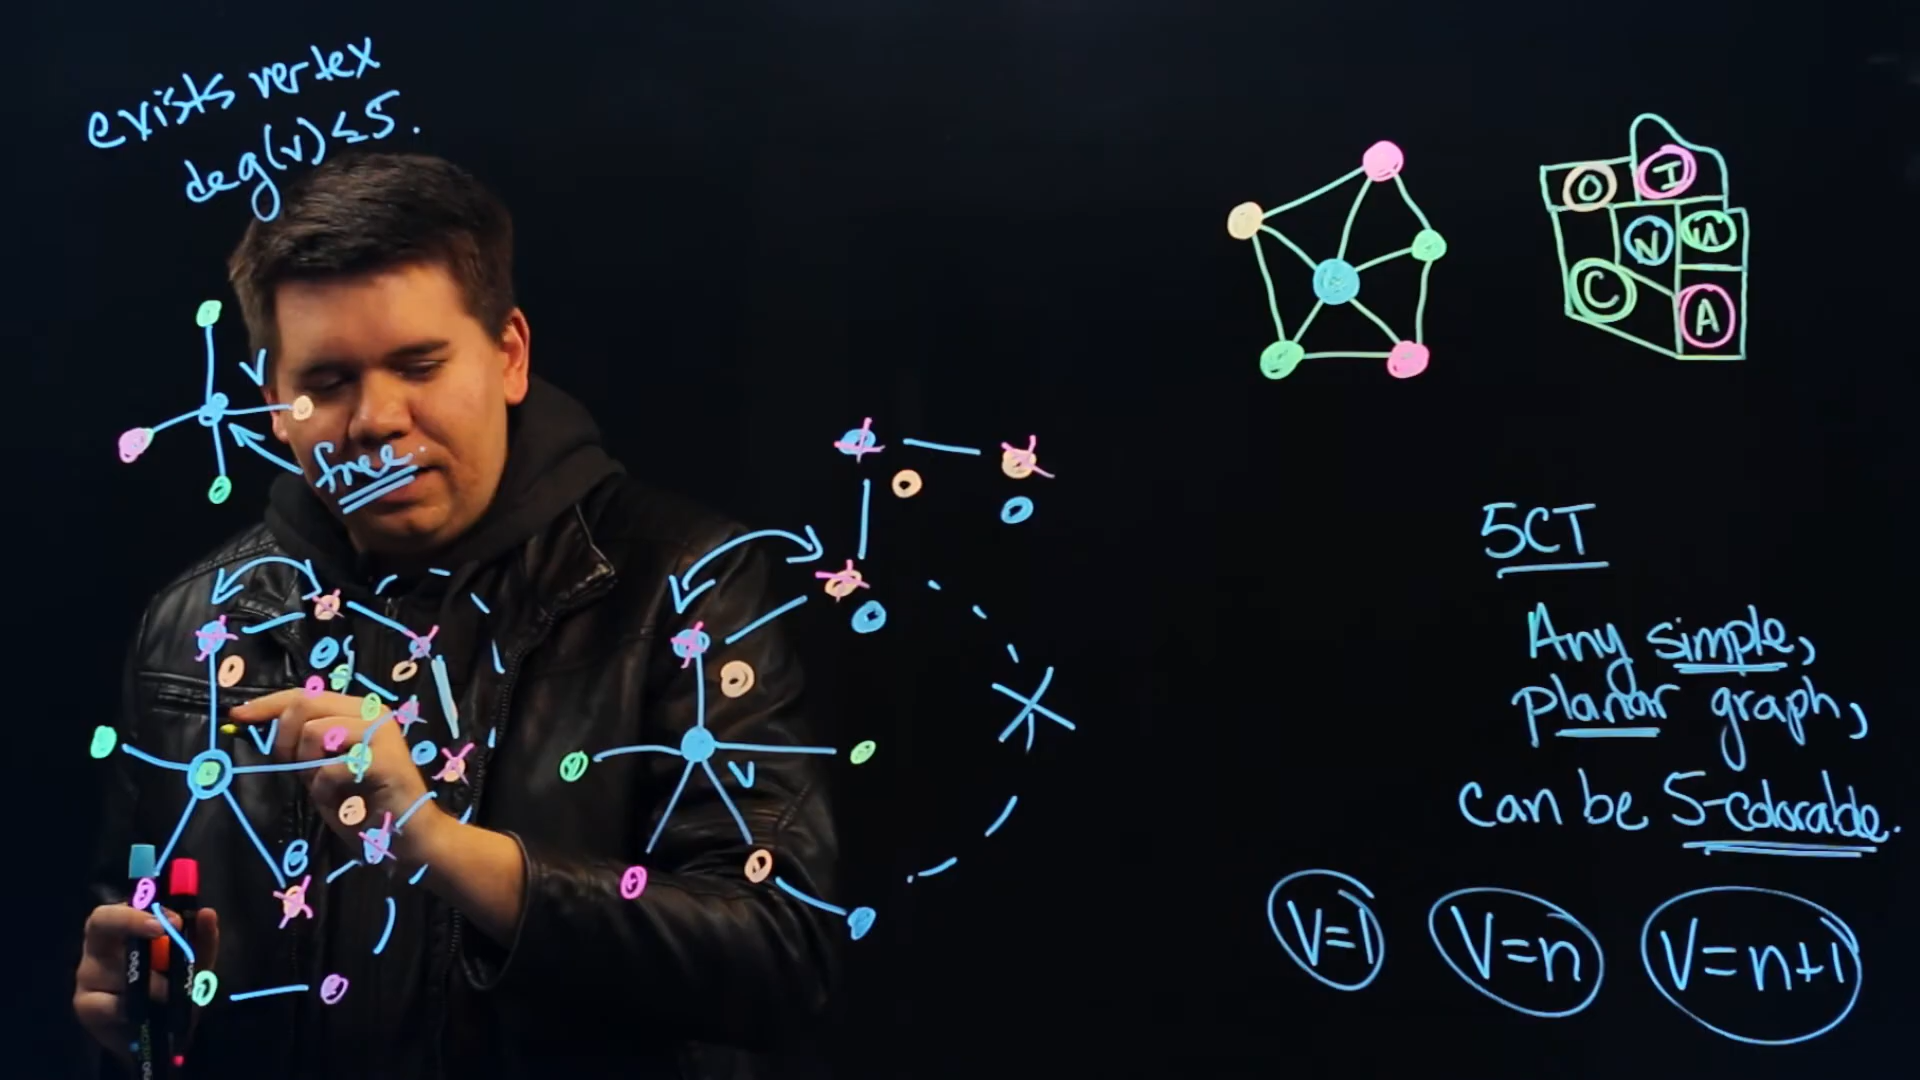 exists vertex
deg(v) ≤ 5.
V
free.
O
I
N
U
C
A
5CT
Any simple,
planar graph,
can be 5-colorable.
V
V
V=1
V=n
V=n+1